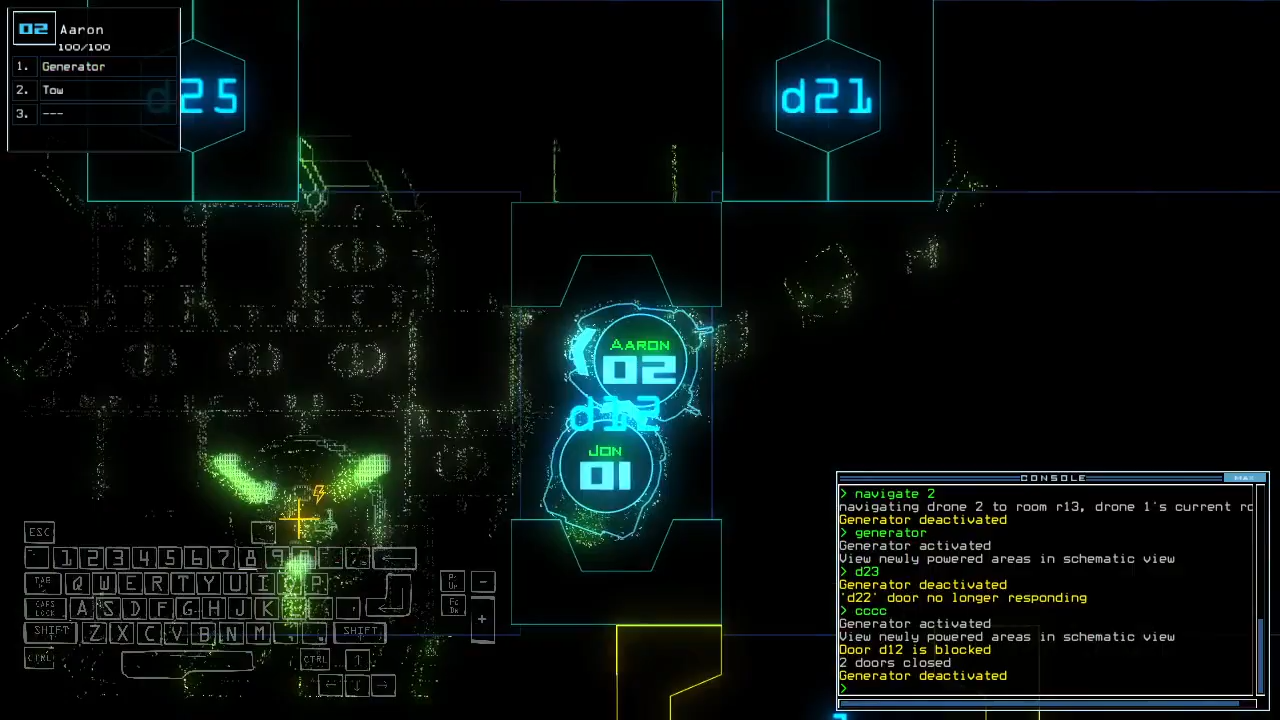 02 Aaron
100/100
1. Generator
2. Tow
3. ---
d25
d21
AARON
02
d12
JON
01
CONSOLE
MAX
> navigate 2
navigating drone 2 to room r13, drone 1's current ro
Generator deactivated
> generator
Generator activated
View newly powered areas in schematic view
> d23
Generator deactivated
'd22' door no longer responding
> cccc
Generator activated
View newly powered areas in schematic view
Door d12 is blocked
2 doors closed
Generator deactivated
>
ESC
1 2 3 4 5 6 7 8 9
TAB Q W E R T Y U I O P
CAPS LOCK A S D F G H J K
SHIFT Z X C V B N M SHIFT
CTRL CTRL